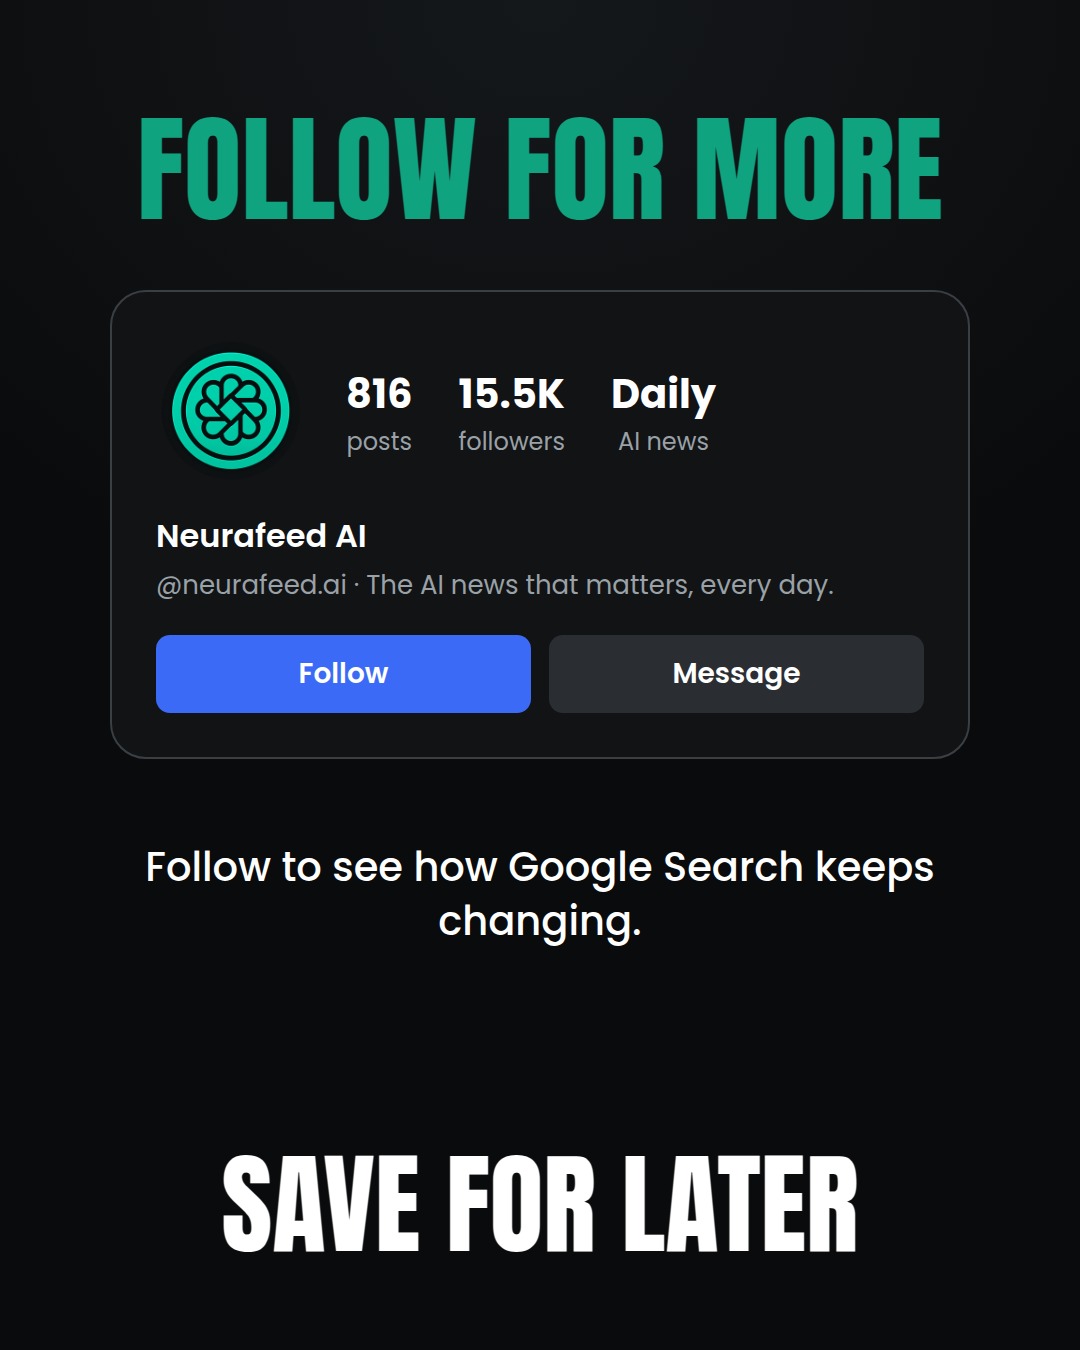 FOLLOW FOR MORE
816 15.5K Daily
posts followers AI news
Neurafeed AI
@neurafeed.ai · The AI news that matters, every day.
Follow Message
Follow to see how Google Search keeps
changing.
SAVE FOR LATER